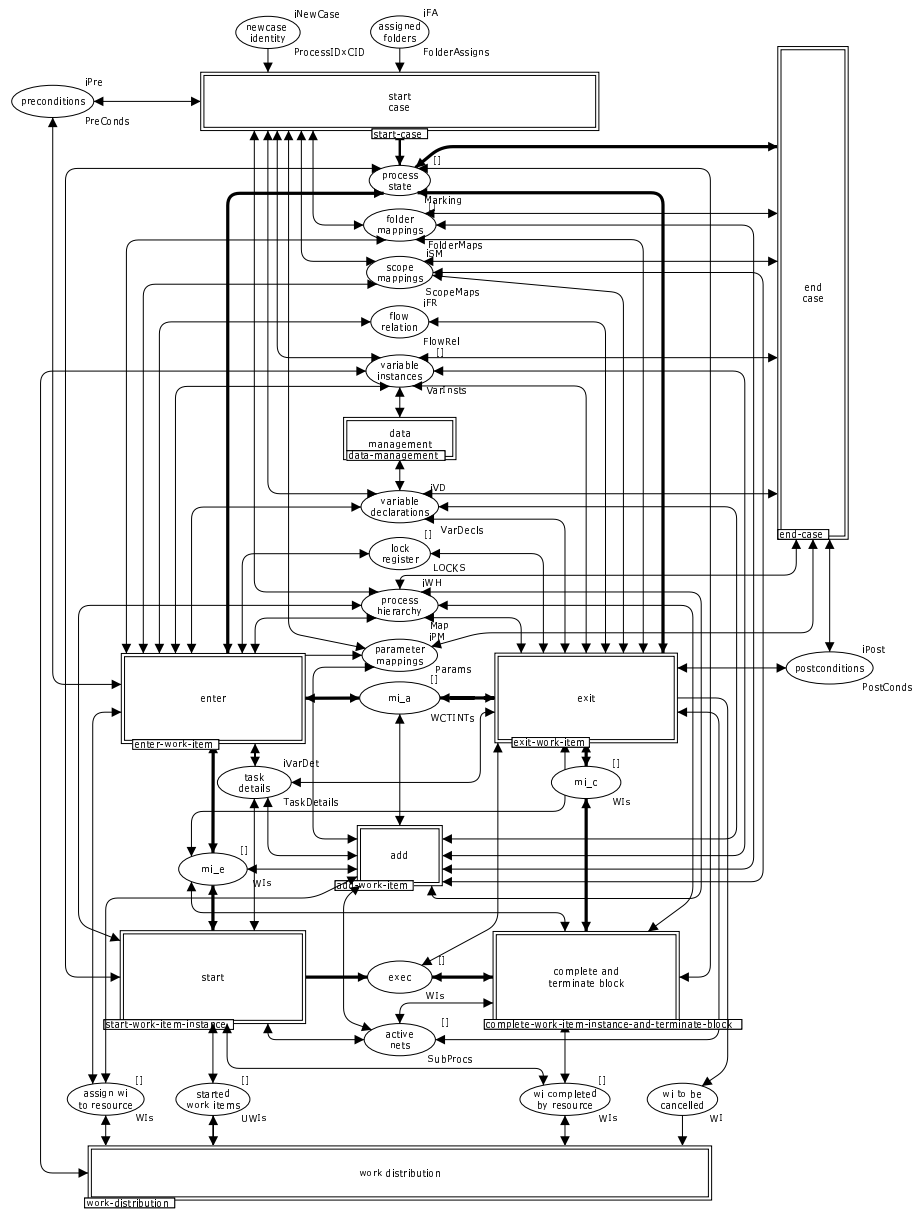 iNewCase
iFA
newcase
identity
assigned
folders
ProcessIDxCID
FolderAssigns
iPre
preconditions
PreConds
start
case
start-case
[]
process
state
Marking
[]
folder
mappings
FolderMaps
iSM
scope
mappings
ScopeMaps
iFR
flow
relation
FlowRel
[]
variable
instances
VarInsts
end
case
data
management
data-management
iVD
variable
declarations
VarDecls
[]
lock
register
LOCKS
end-case
iWH
process
hierarchy
Map
iPM
parameter
mappings
Params
iPost
postconditions
PostConds
enter
enter-work-item
[]
mi_a
WCTINTs
exit
exit-work-item
iVarDet
task
details
TaskDetails
[]
mi_c
WIs
add
add-work-item
[]
mi_e
WIs
start
start-work-item-instance
[]
exec
WIs
complete and
terminate block
complete-work-item-instance-and-terminate-block
[]
active
nets
SubProcs
[]
assign wi
to resource
WIs
[]
started
work items
UWIs
[]
wi completed
by resource
WIs
wi to be
cancelled
WI
work distribution
work-distribution